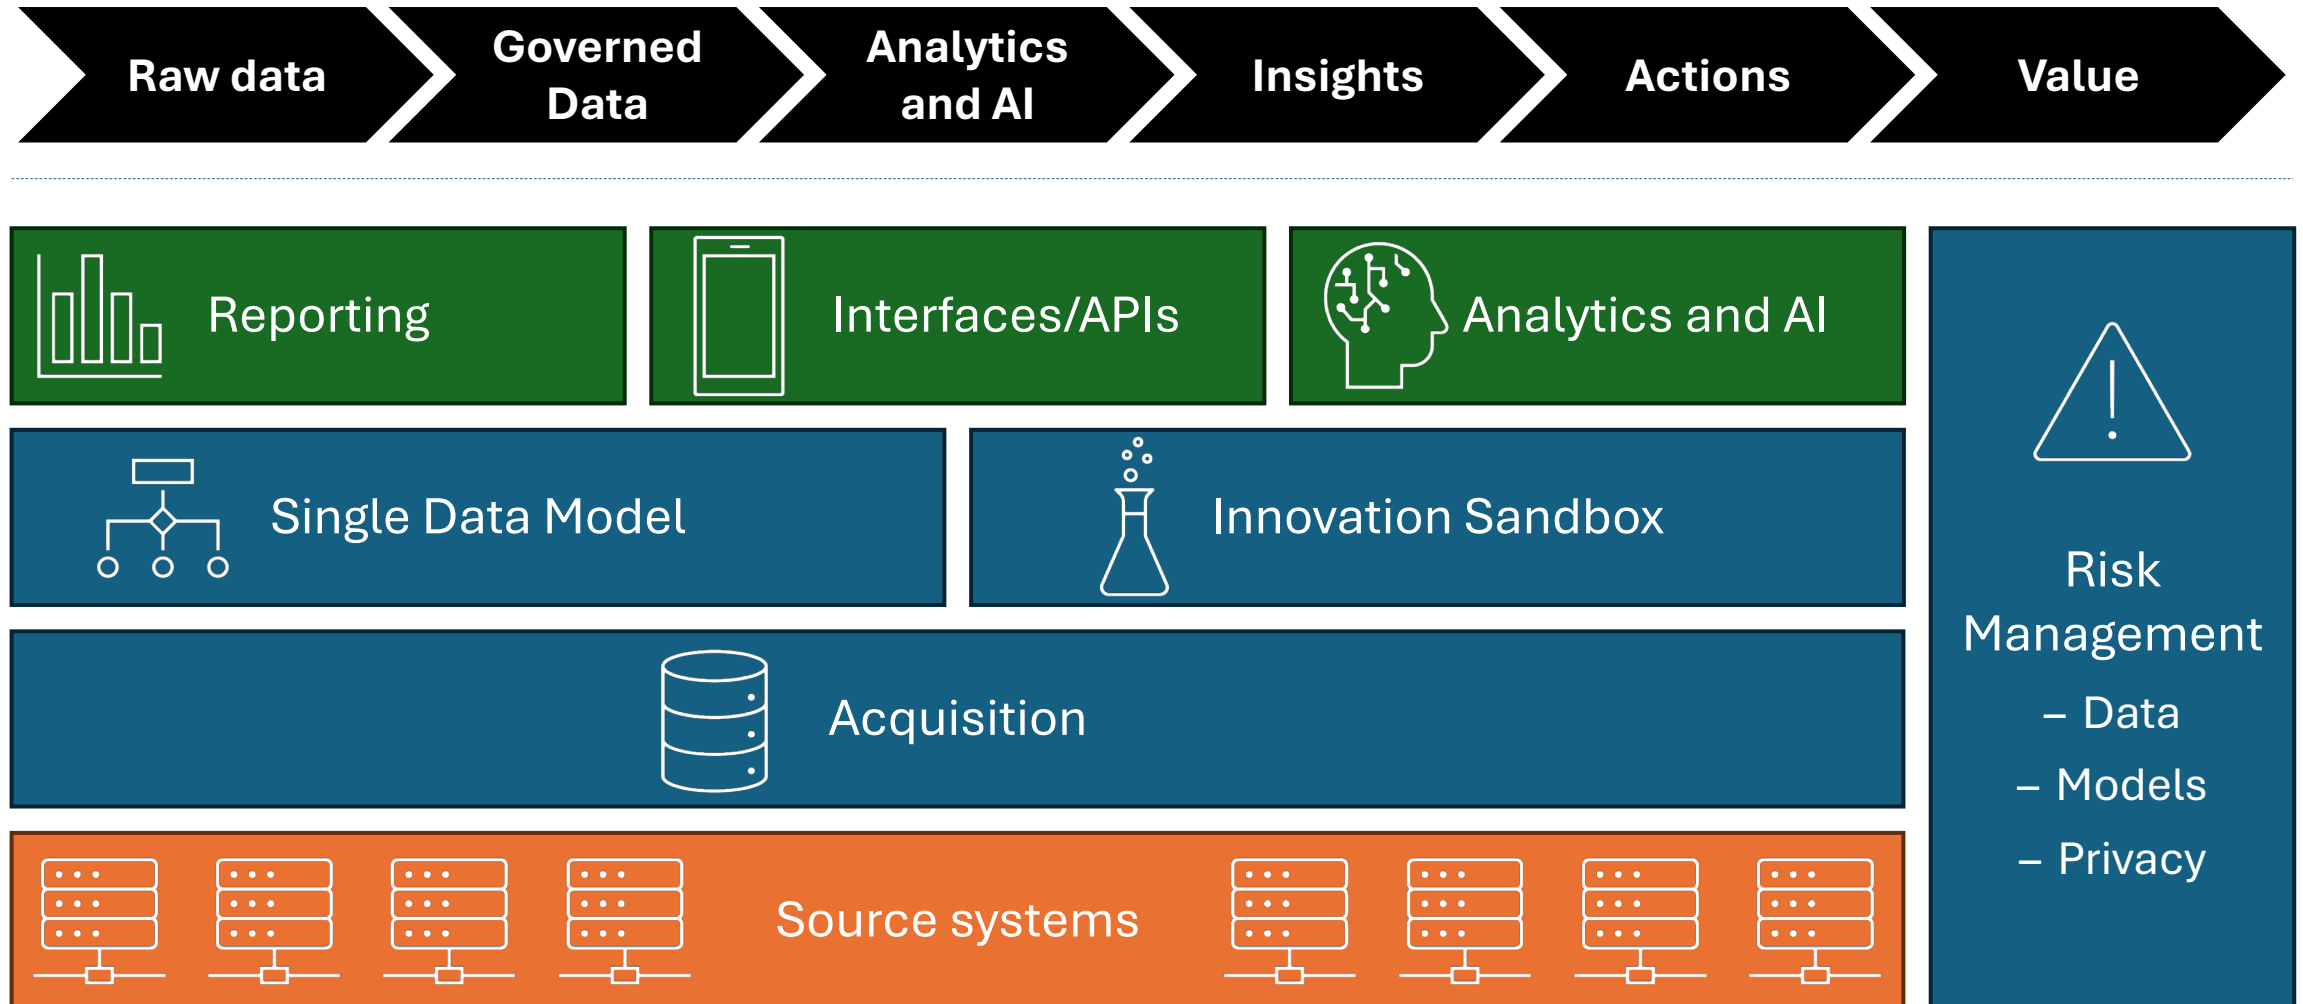 Raw data
Governed
Data
Analytics
and AI
Insights
Actions
Value
Reporting
Interfaces/APIs
Analytics and AI
Single Data Model
Innovation Sandbox
Acquisition
Source systems
Risk
Management
– Data
– Models
– Privacy